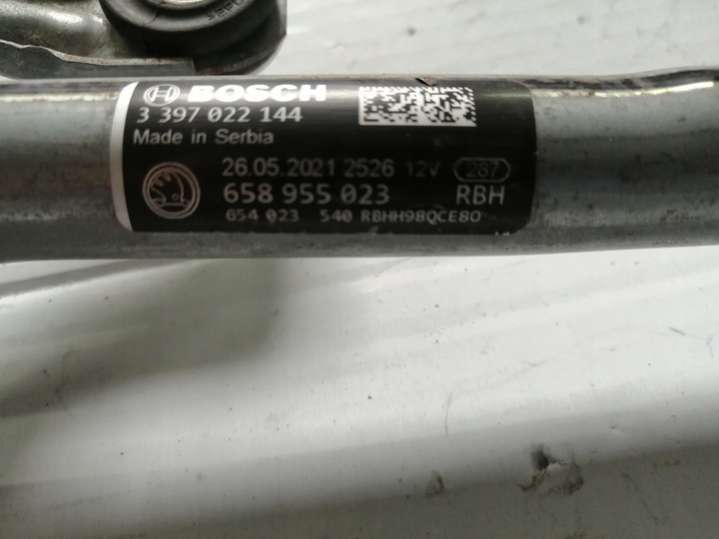 BOSCH
3 397 022 144
Made in Serbia
26.05.2021 2526 12V 287
658 955 023 RBH
654 023 540 RBHH98QCE80